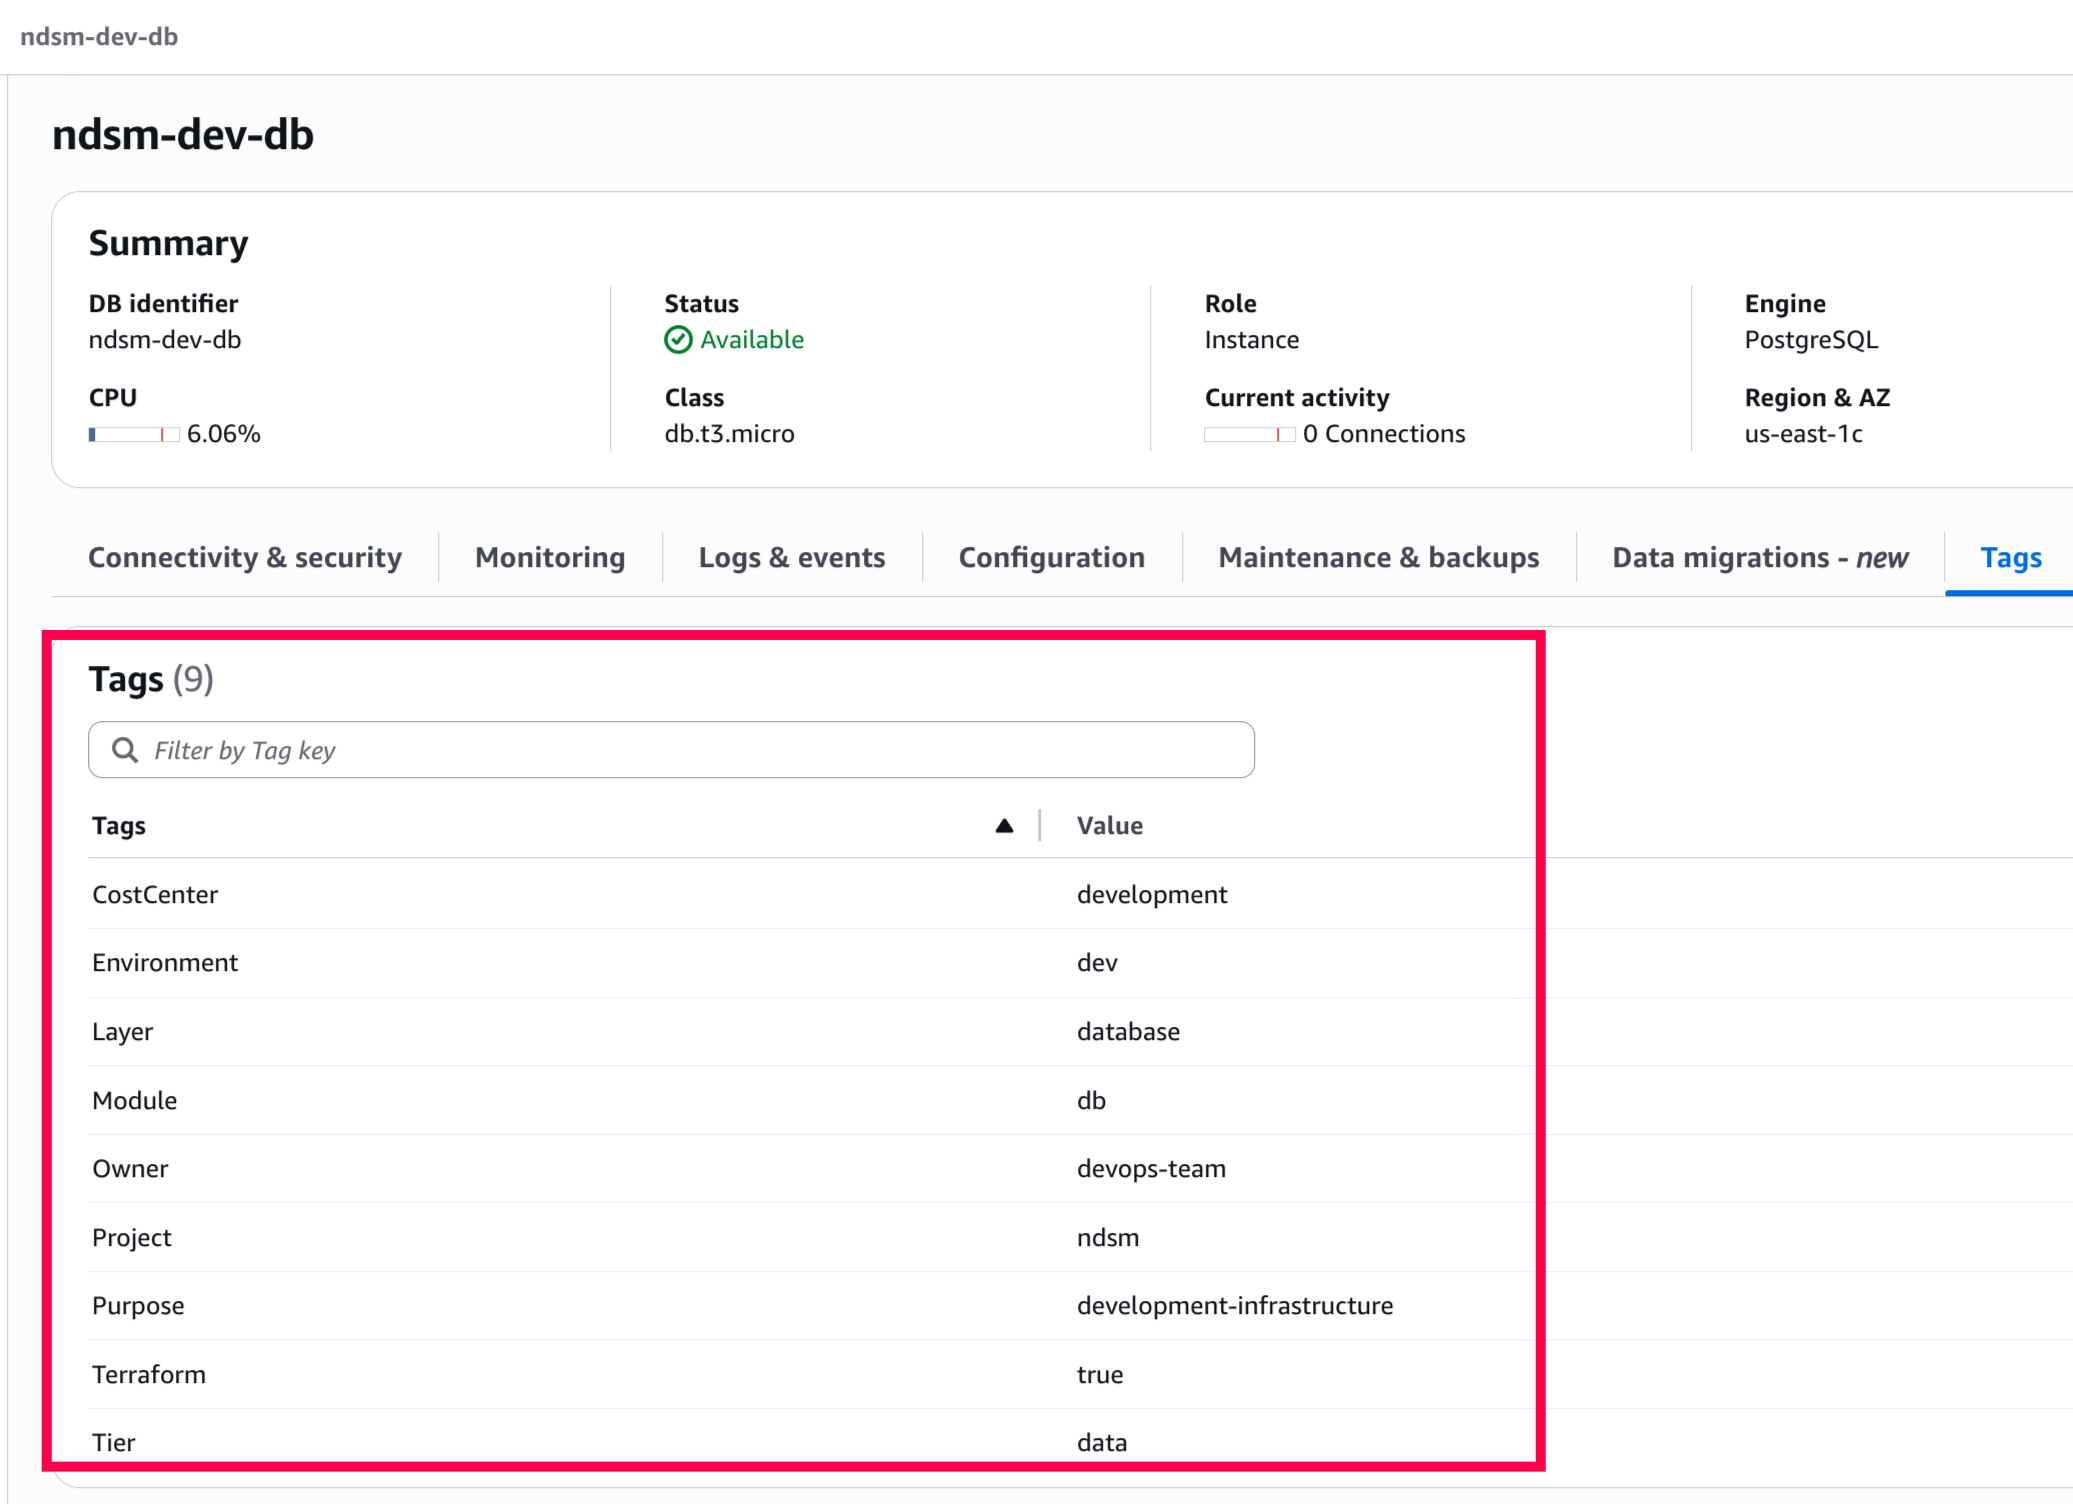 ndsm-dev-db
ndsm-dev-db
Summary
DB identifier Status Role Engine
ndsm-dev-db Available Instance PostgreSQL
CPU Class Current activity Region & AZ
6.06% db.t3.micro 0 Connections us-east-1c
Connectivity & security Monitoring Logs & events Configuration Maintenance & backups Data migrations - new Tags
Tags (9)
Filter by Tag key
Tags Value
CostCenter development
Environment dev
Layer database
Module db
Owner devops-team
Project ndsm
Purpose development-infrastructure
Terraform true
Tier data